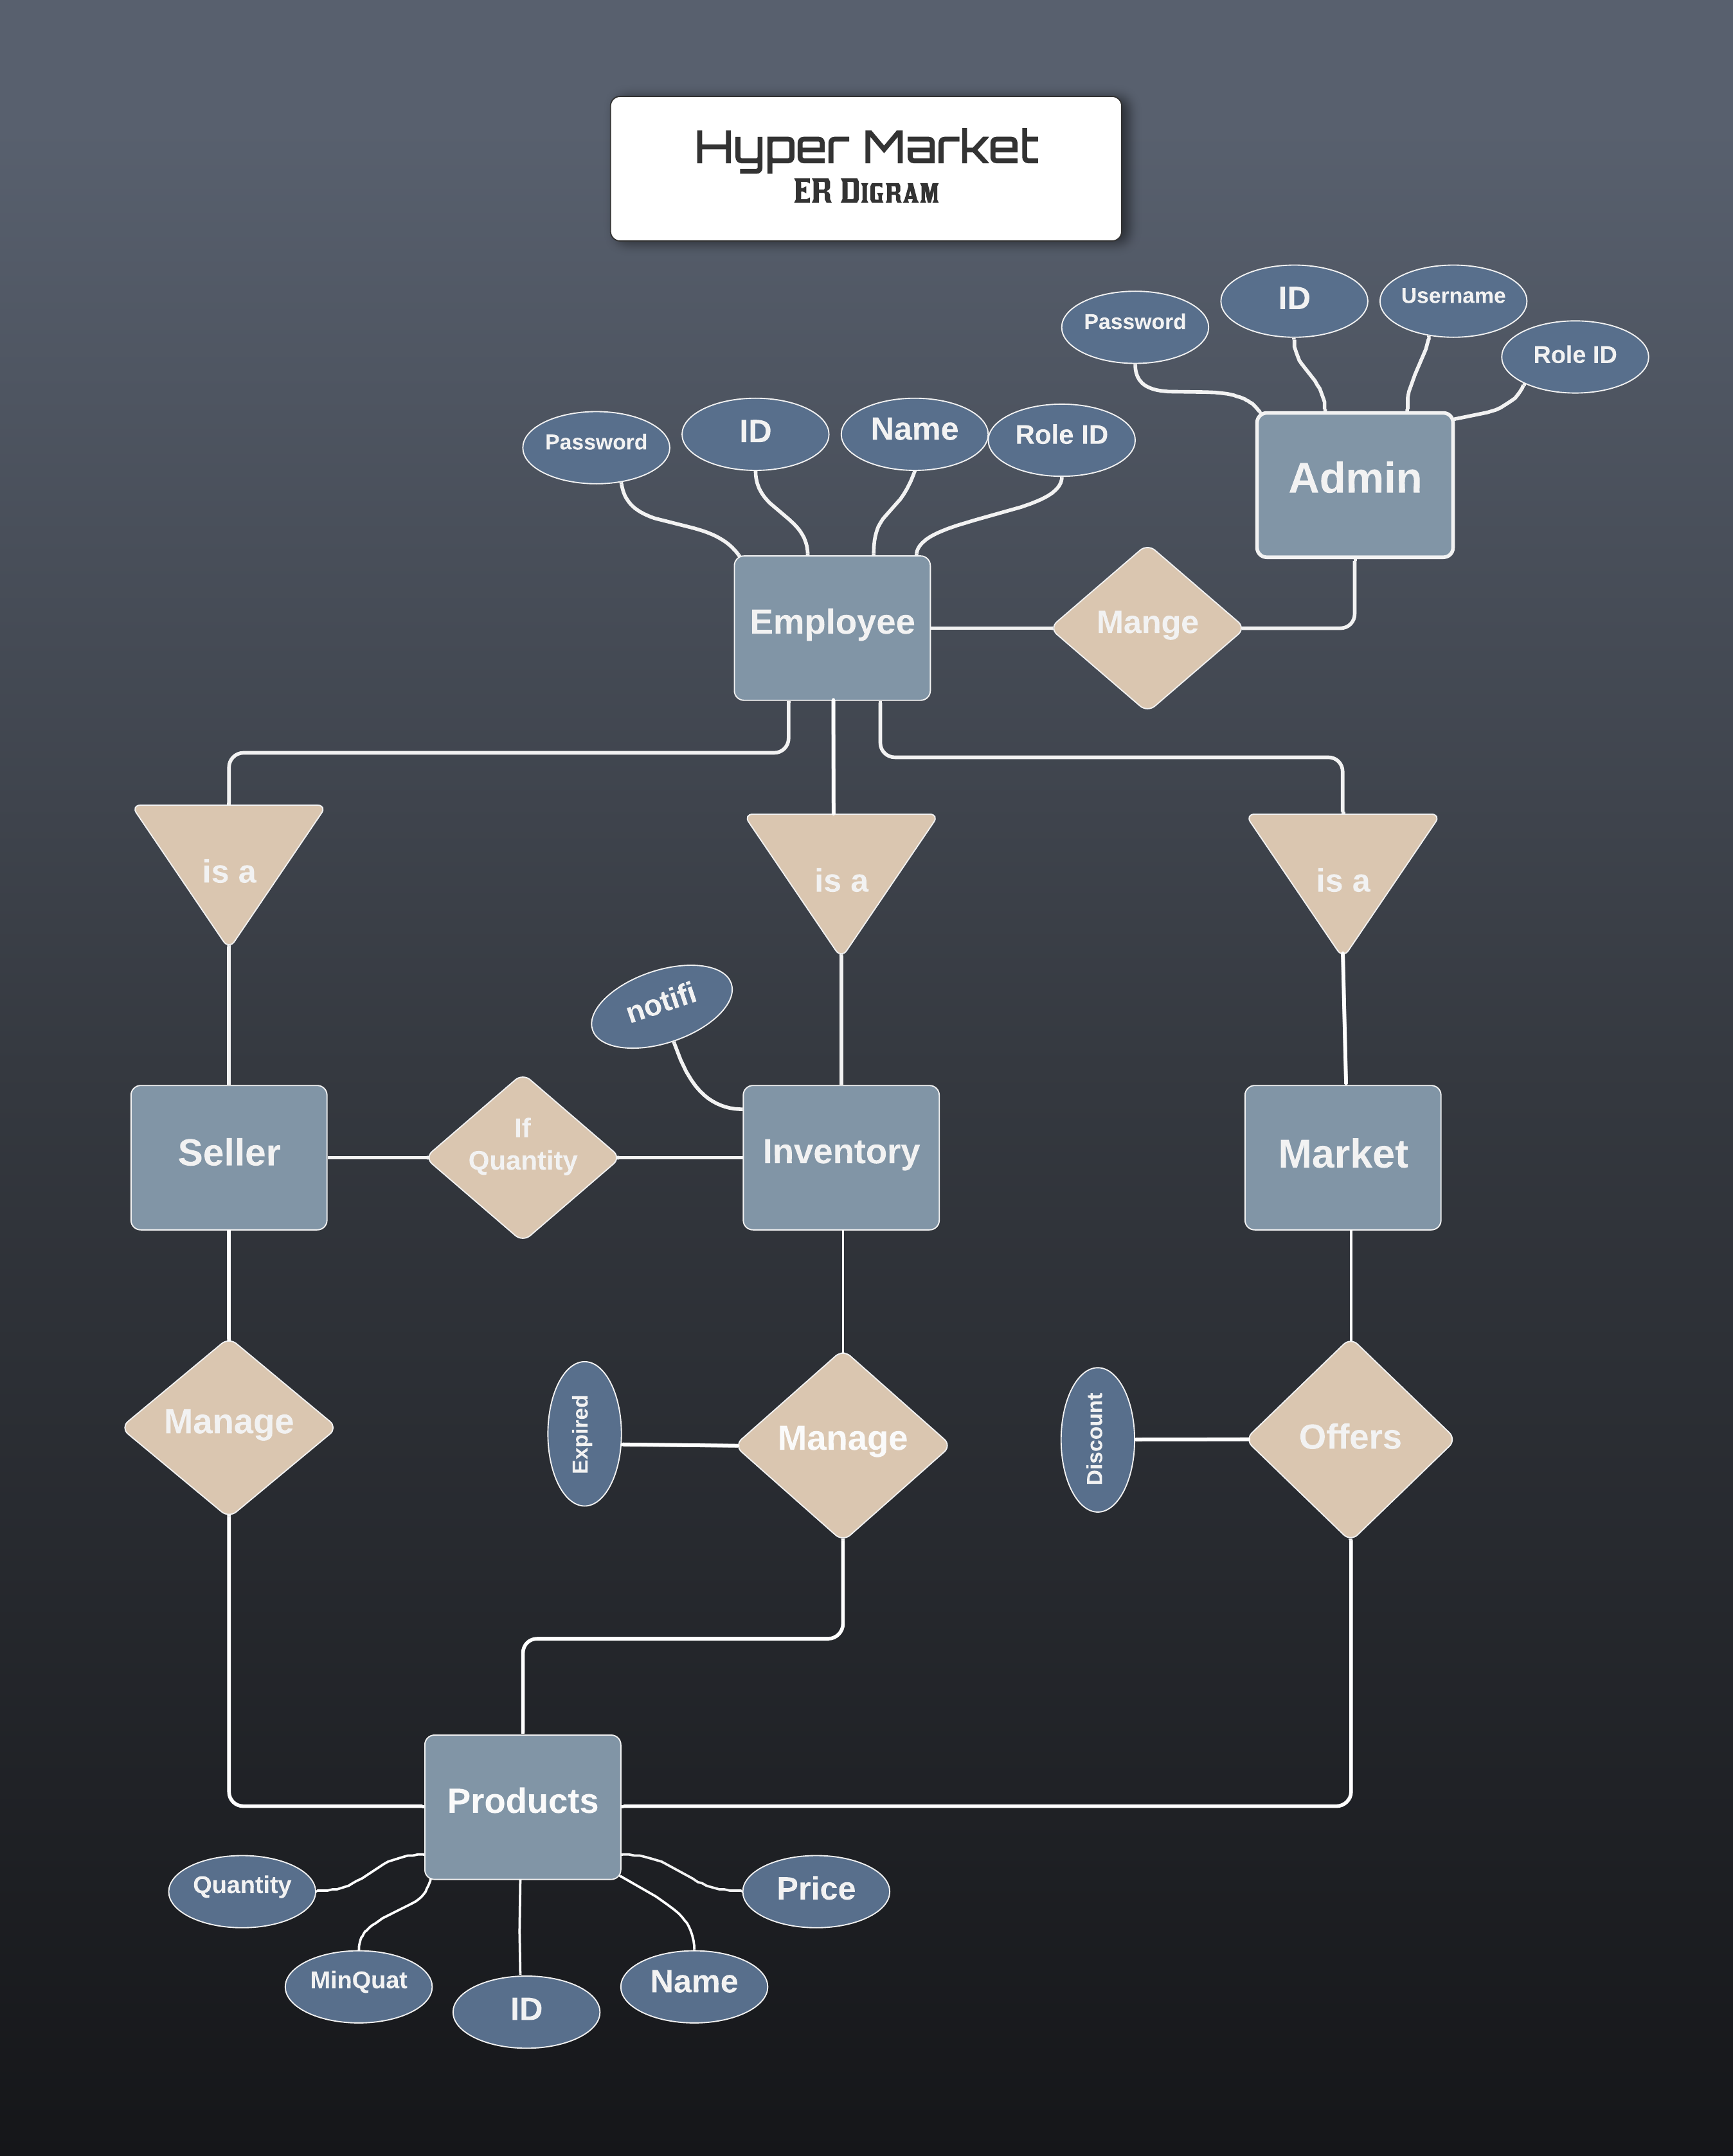 Hyper Market
ER Digram
Password
ID
Username
Role ID
Admin
Password
ID
Name
Role ID
Employee
Mange
is a
is a
is a
notifi
Seller
If
Quantity
Inventory
Market
Manage
Expired
Manage
Discount
Offers
Products
Quantity
Price
MinQuat
ID
Name